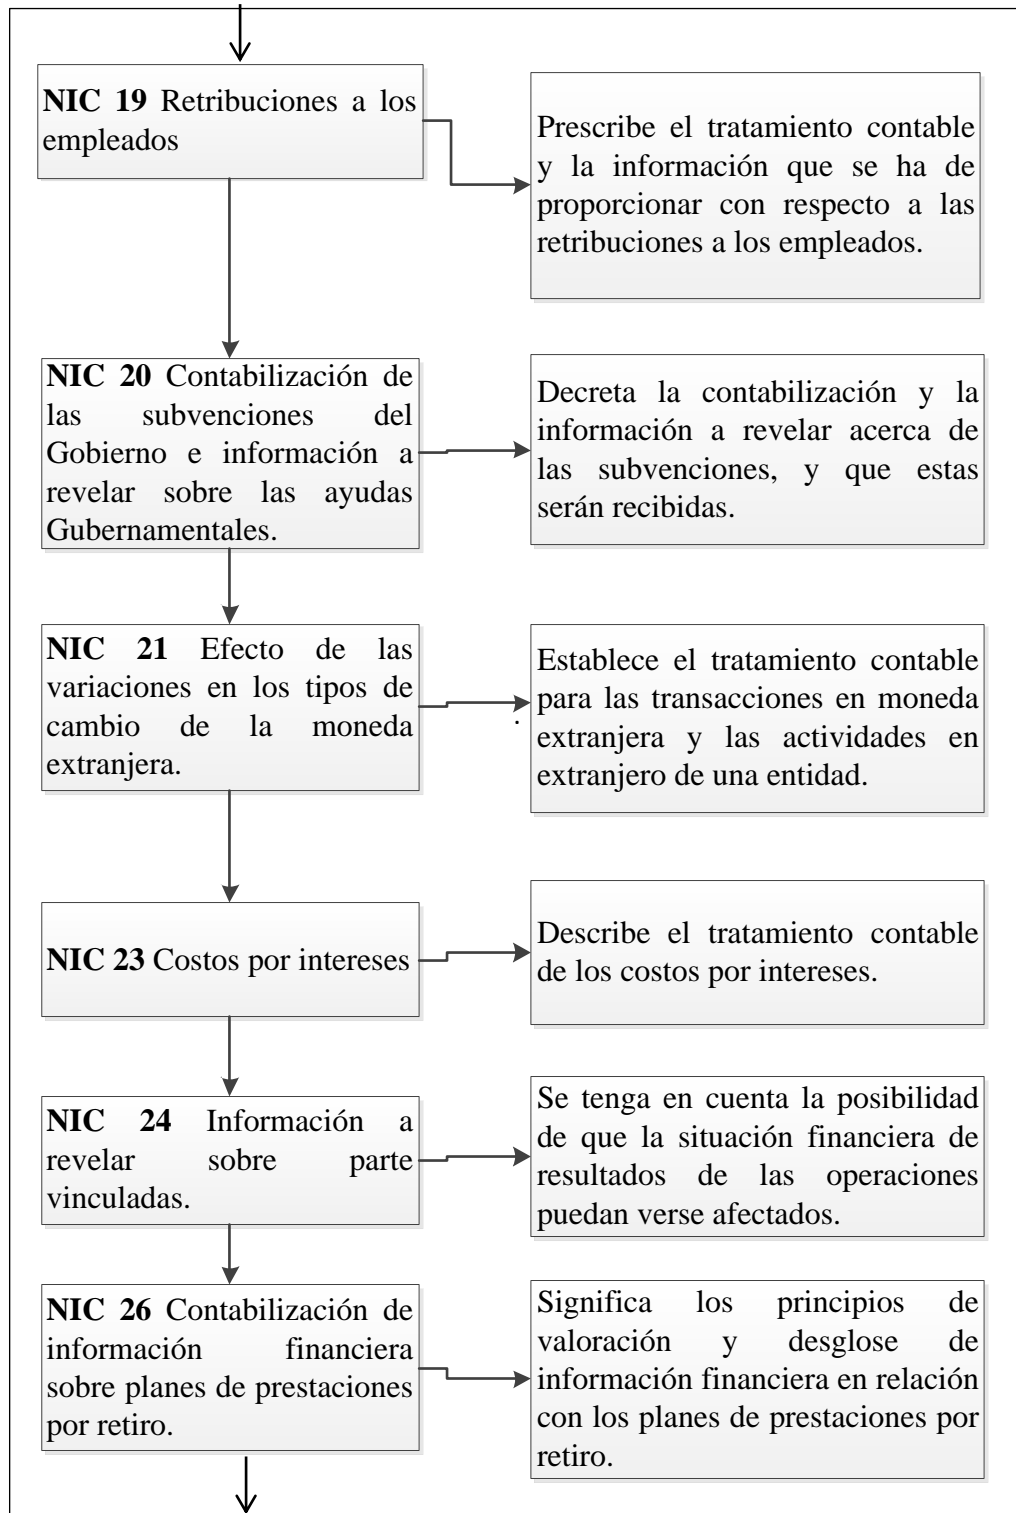 NIC 19 Retribuciones a los
empleados
Prescribe el tratamiento contable
y la información que se ha de
proporcionar con respecto a las
retribuciones a los empleados.
NIC 20 Contabilización de
las subvenciones del
Gobierno e información a
revelar sobre las ayudas
Gubernamentales.
Decreta la contabilización y la
información a revelar acerca de
las subvenciones, y que estas
serán recibidas.
NIC 21 Efecto de las
variaciones en los tipos de
cambio de la moneda
extranjera.
.
Establece el tratamiento contable
para las transacciones en moneda
extranjera y las actividades en
extranjero de una entidad.
NIC 23 Costos por intereses
Describe el tratamiento contable
de los costos por intereses.
NIC 24 Información a
revelar sobre parte
vinculadas.
Se tenga en cuenta la posibilidad
de que la situación financiera de
resultados de las operaciones
puedan verse afectados.
NIC 26 Contabilización de
información financiera
sobre planes de prestaciones
por retiro.
Significa los principios de
valoración y desglose de
información financiera en relación
con los planes de prestaciones por
retiro.